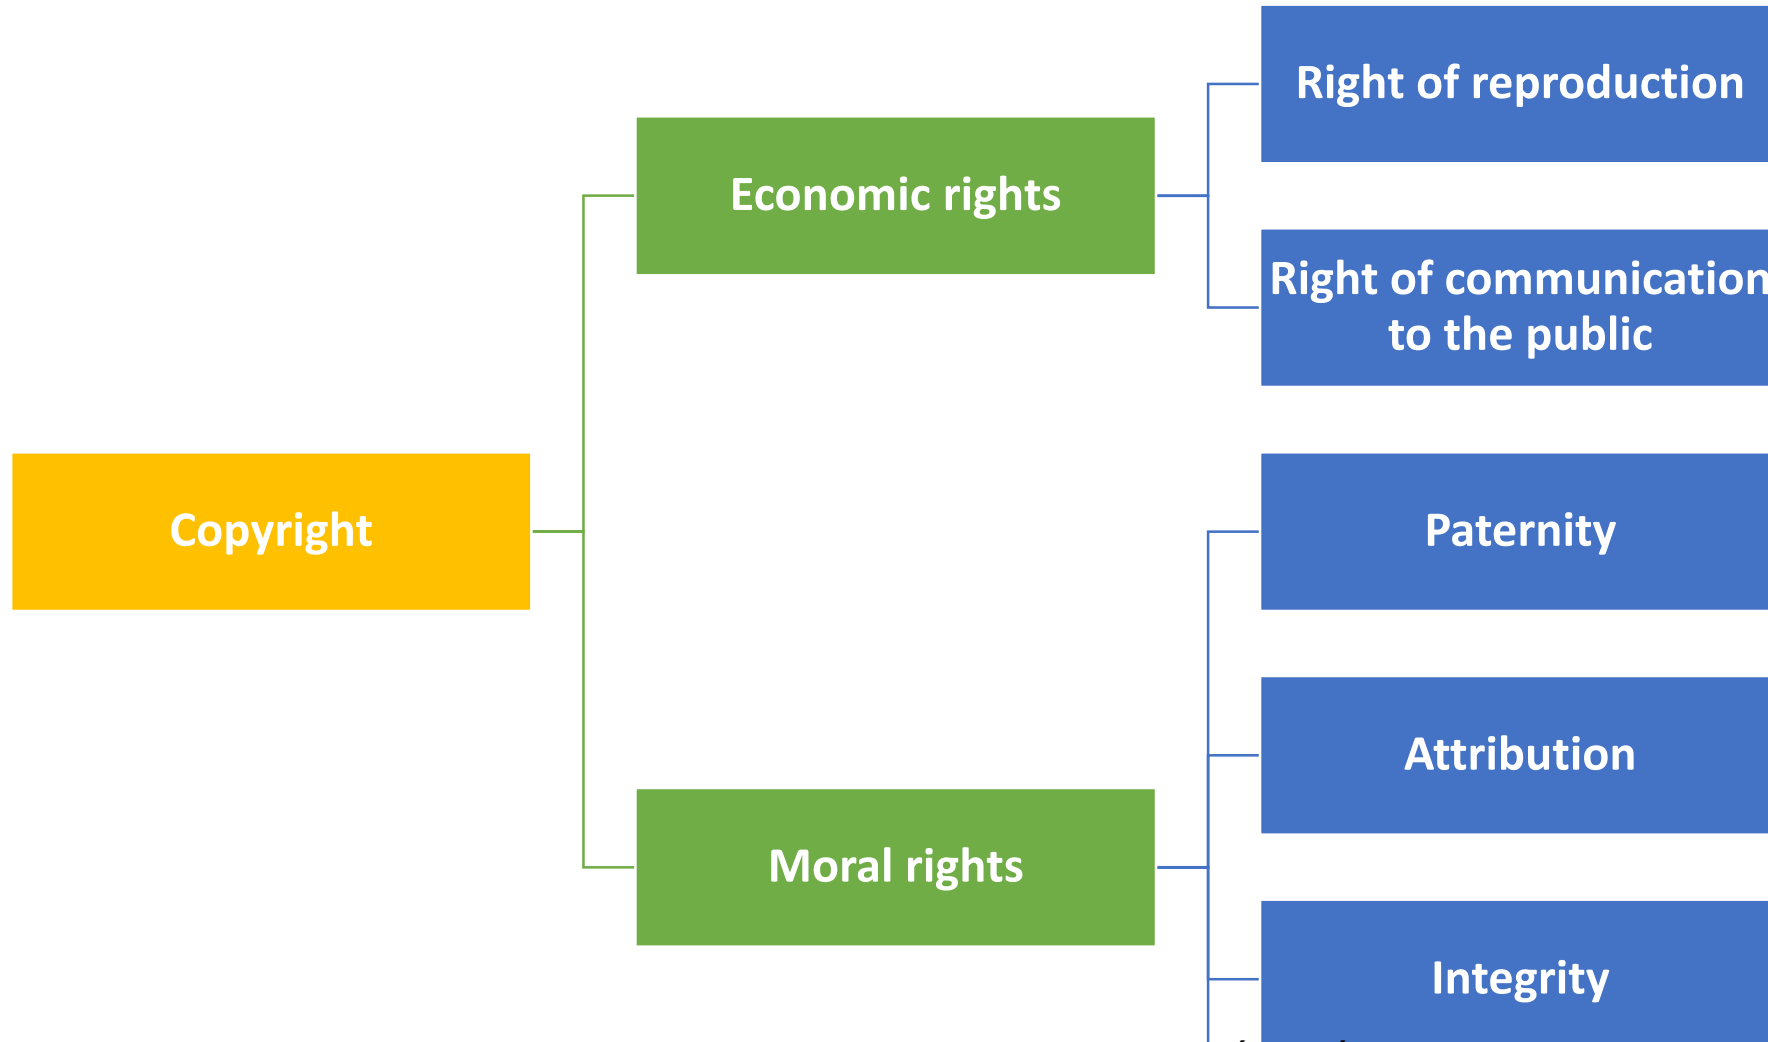 Right of reproduction
Economic rights
Right of communication
to the public
Copyright
Paternity
Attribution
Moral rights
Integrity